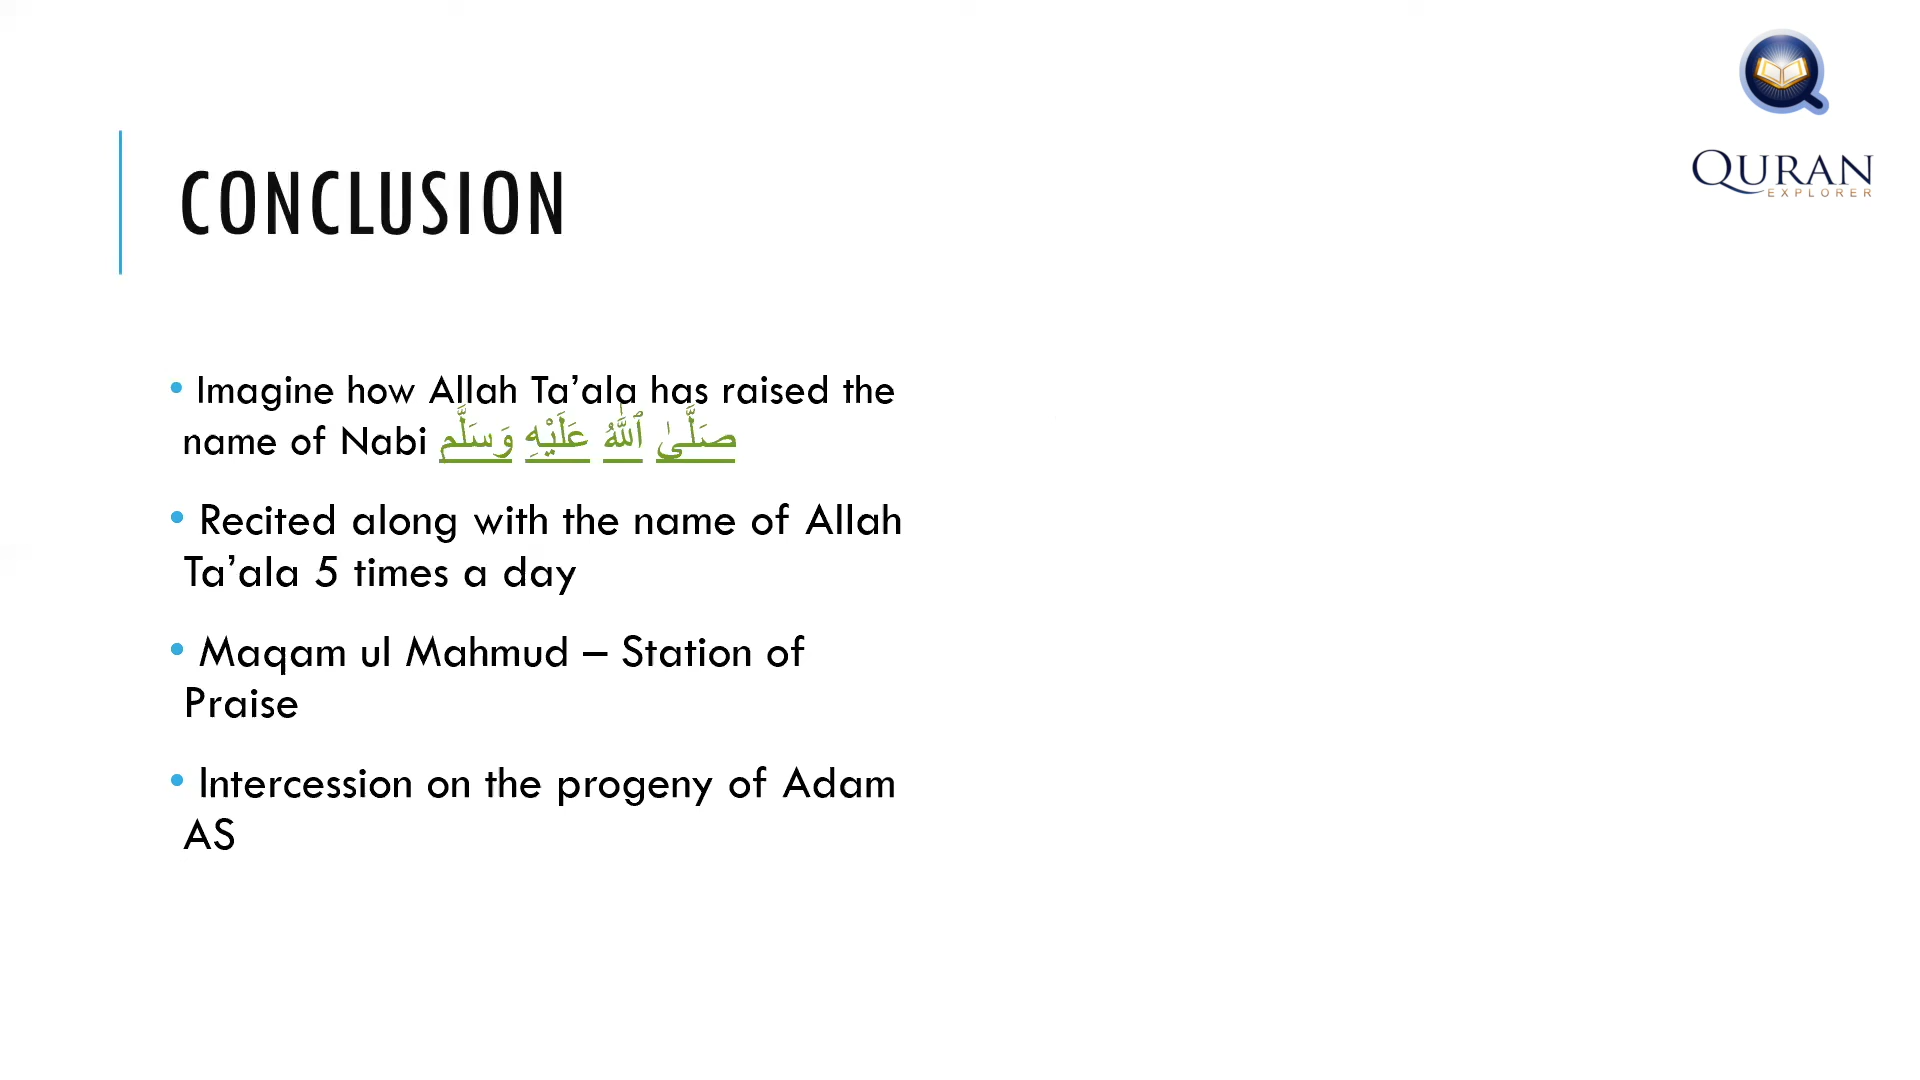 QURAN
EXPLORER
CONCLUSION
• Imagine how Allah Ta’ala has raised the
name of Nabi صَلَّىٰ ٱللَّٰهُ عَلَيْهِ وَسَلَّم
• Recited along with the name of Allah
Ta’ala 5 times a day
• Maqam ul Mahmud – Station of
Praise
• Intercession on the progeny of Adam
AS